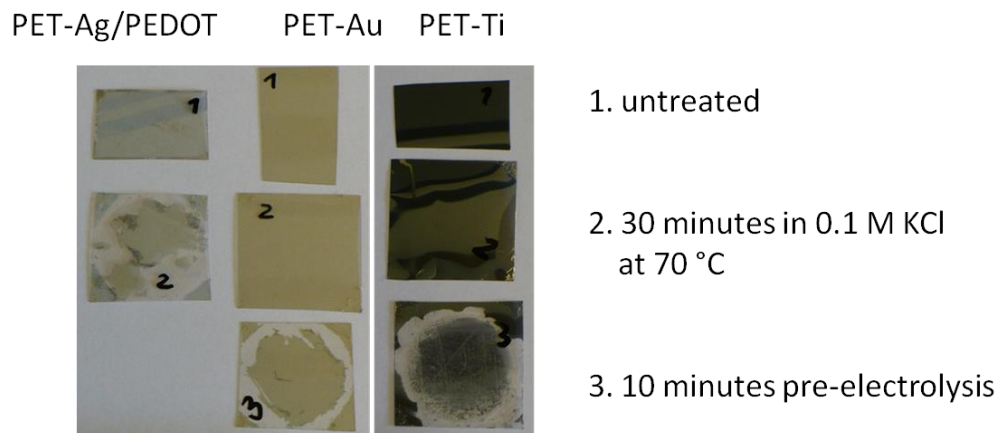 PET-Ag/PEDOT PET-Au PET-Ti
1 1 1
1. untreated
2 2 2
2. 30 minutes in 0.1 M KCl
at 70 °C
3 3
3. 10 minutes pre-electrolysis